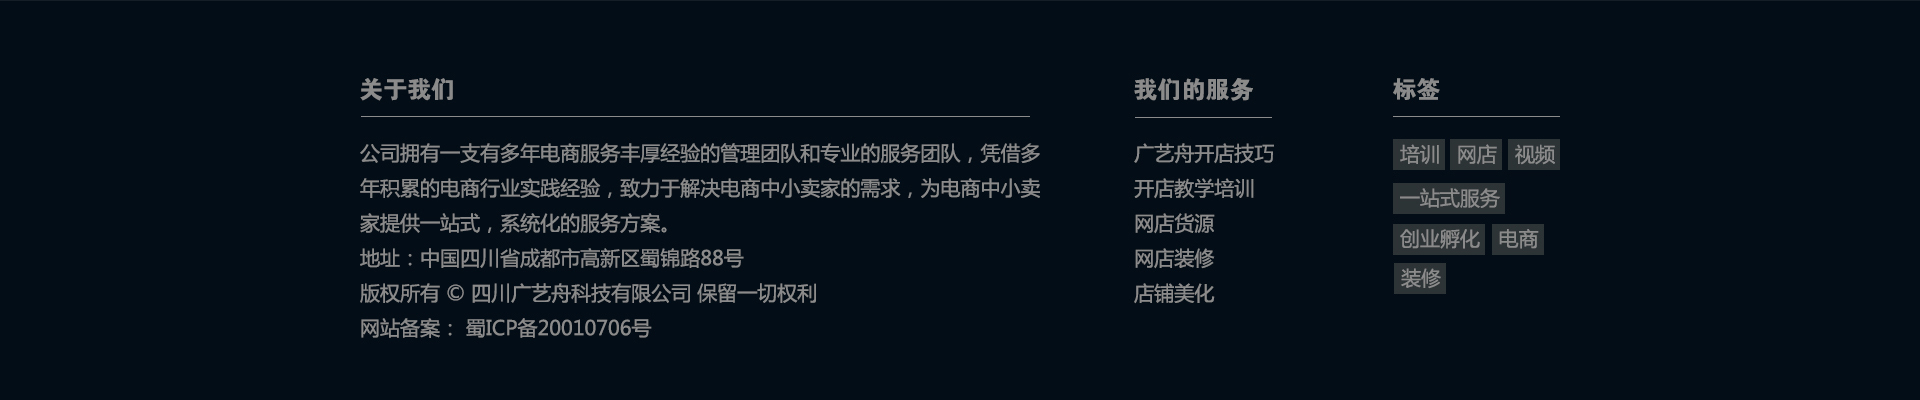 关于我们
公司拥有一支有多年电商服务丰厚经验的管理团队和专业的服务团队，凭借多
年积累的电商行业实践经验，致力于解决电商中小卖家的需求，为电商中小卖
家提供一站式，系统化的服务方案。
地址：中国四川省成都市高新区蜀锦路88号
版权所有 © 四川广艺舟科技有限公司 保留一切权利
网站备案： 蜀ICP备20010706号
我们的服务
广艺舟开店技巧
开店教学培训
网店货源
网店装修
店铺美化
标签
培训 网店 视频
一站式服务
创业孵化 电商
装修